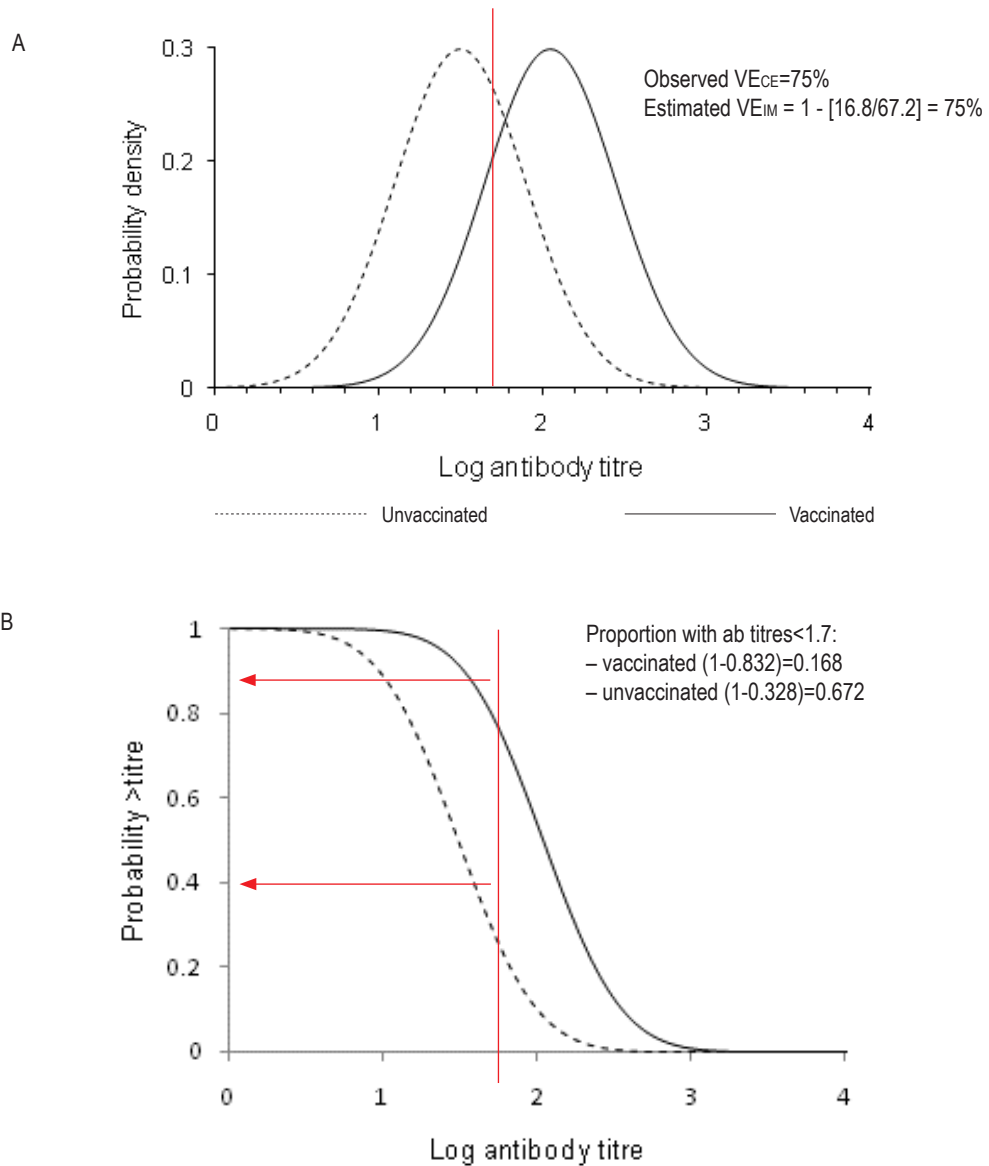 A
Observed VECE=75%
Estimated VEIM = 1 - [16.8/67.2] = 75%
Probability density
0.3
0.2
0.1
0
0 1 2 3 4
Log antibody titre
Unvaccinated Vaccinated
B
Proportion with ab titres<1.7:
– vaccinated (1-0.832)=0.168
– unvaccinated (1-0.328)=0.672
Probability >titre
1
0.8
0.6
0.4
0.2
0
0 1 2 3 4
Log antibody titre